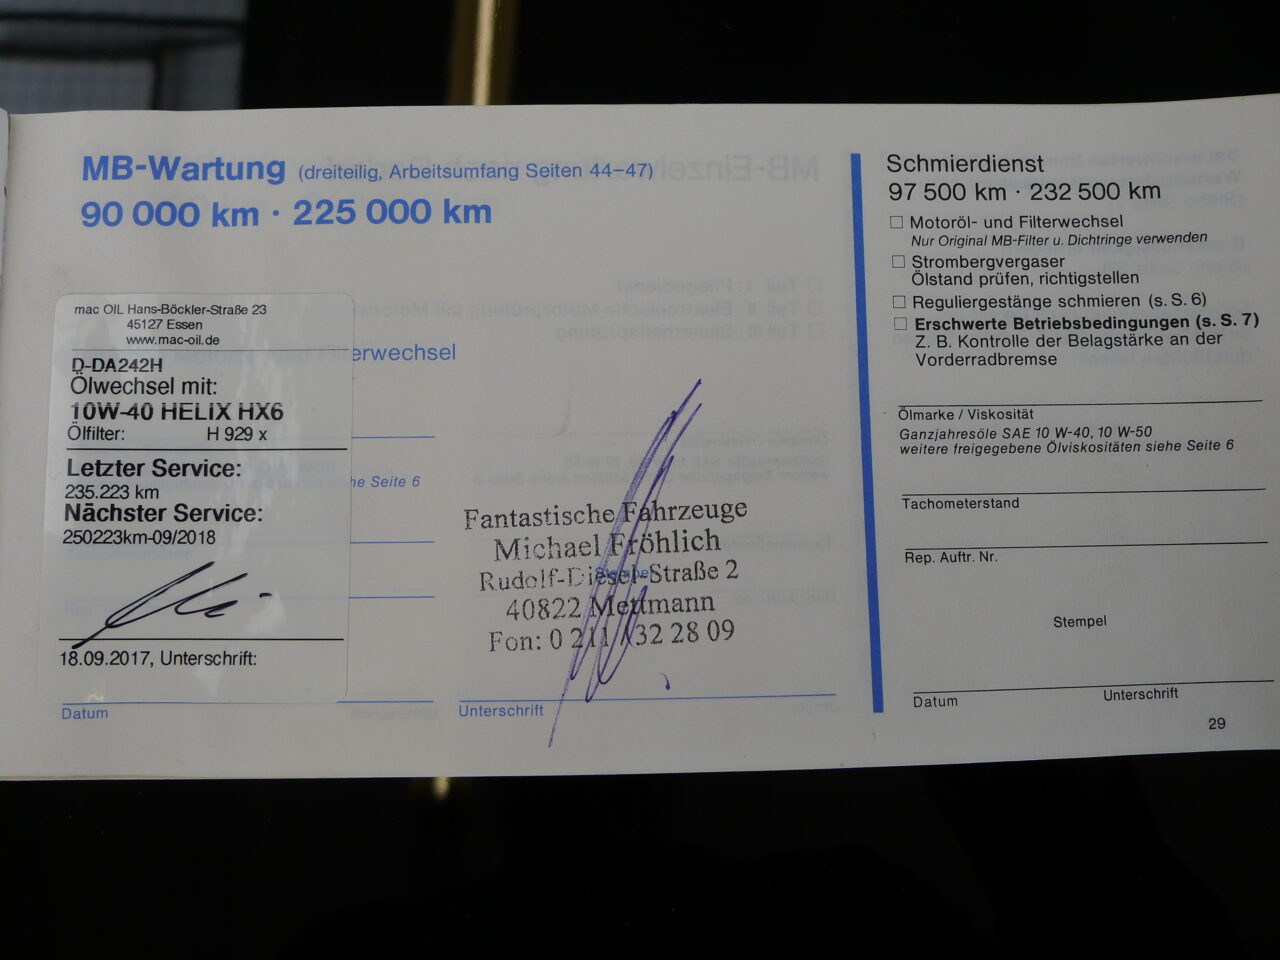 MB-Wartung (dreiteilig, Arbeitsumfang Seiten 44–47)
90 000 km · 225 000 km
mac OIL Hans-Böckler-Straße 23
45127 Essen
www.mac-oil.de
und Filterwechsel
D-DA242H
Ölwechsel mit:
10W-40 HELIX HX6
Ölfilter: H 929 x
Letzter Service:
235.223 km
he Seite 6
Nächster Service:
250223km-09/2018
18.09.2017, Unterschrift:
Datum
Fantastische Fahrzeuge
Michael Fröhlich
Rudolf-Diesel-Straße 2
40822 Mettmann
Fon: 0 211 / 32 28 09
Unterschrift
Schmierdienst
97 500 km · 232 500 km
Motoröl- und Filterwechsel
Nur Original MB-Filter u. Dichtringe verwenden
Strombergvergaser
Ölstand prüfen, richtigstellen
Reguliergestänge schmieren (s. S. 6)
Erschwerte Betriebsbedingungen (s. S. 7)
Z. B. Kontrolle der Belagstärke an der
Vorderradbremse
Ölmarke / Viskosität
Ganzjahresöle SAE 10 W-40, 10 W-50
weitere freigegebene Ölviskositäten siehe Seite 6
Tachometerstand
Rep. Auftr. Nr.
Stempel
Datum Unterschrift
29